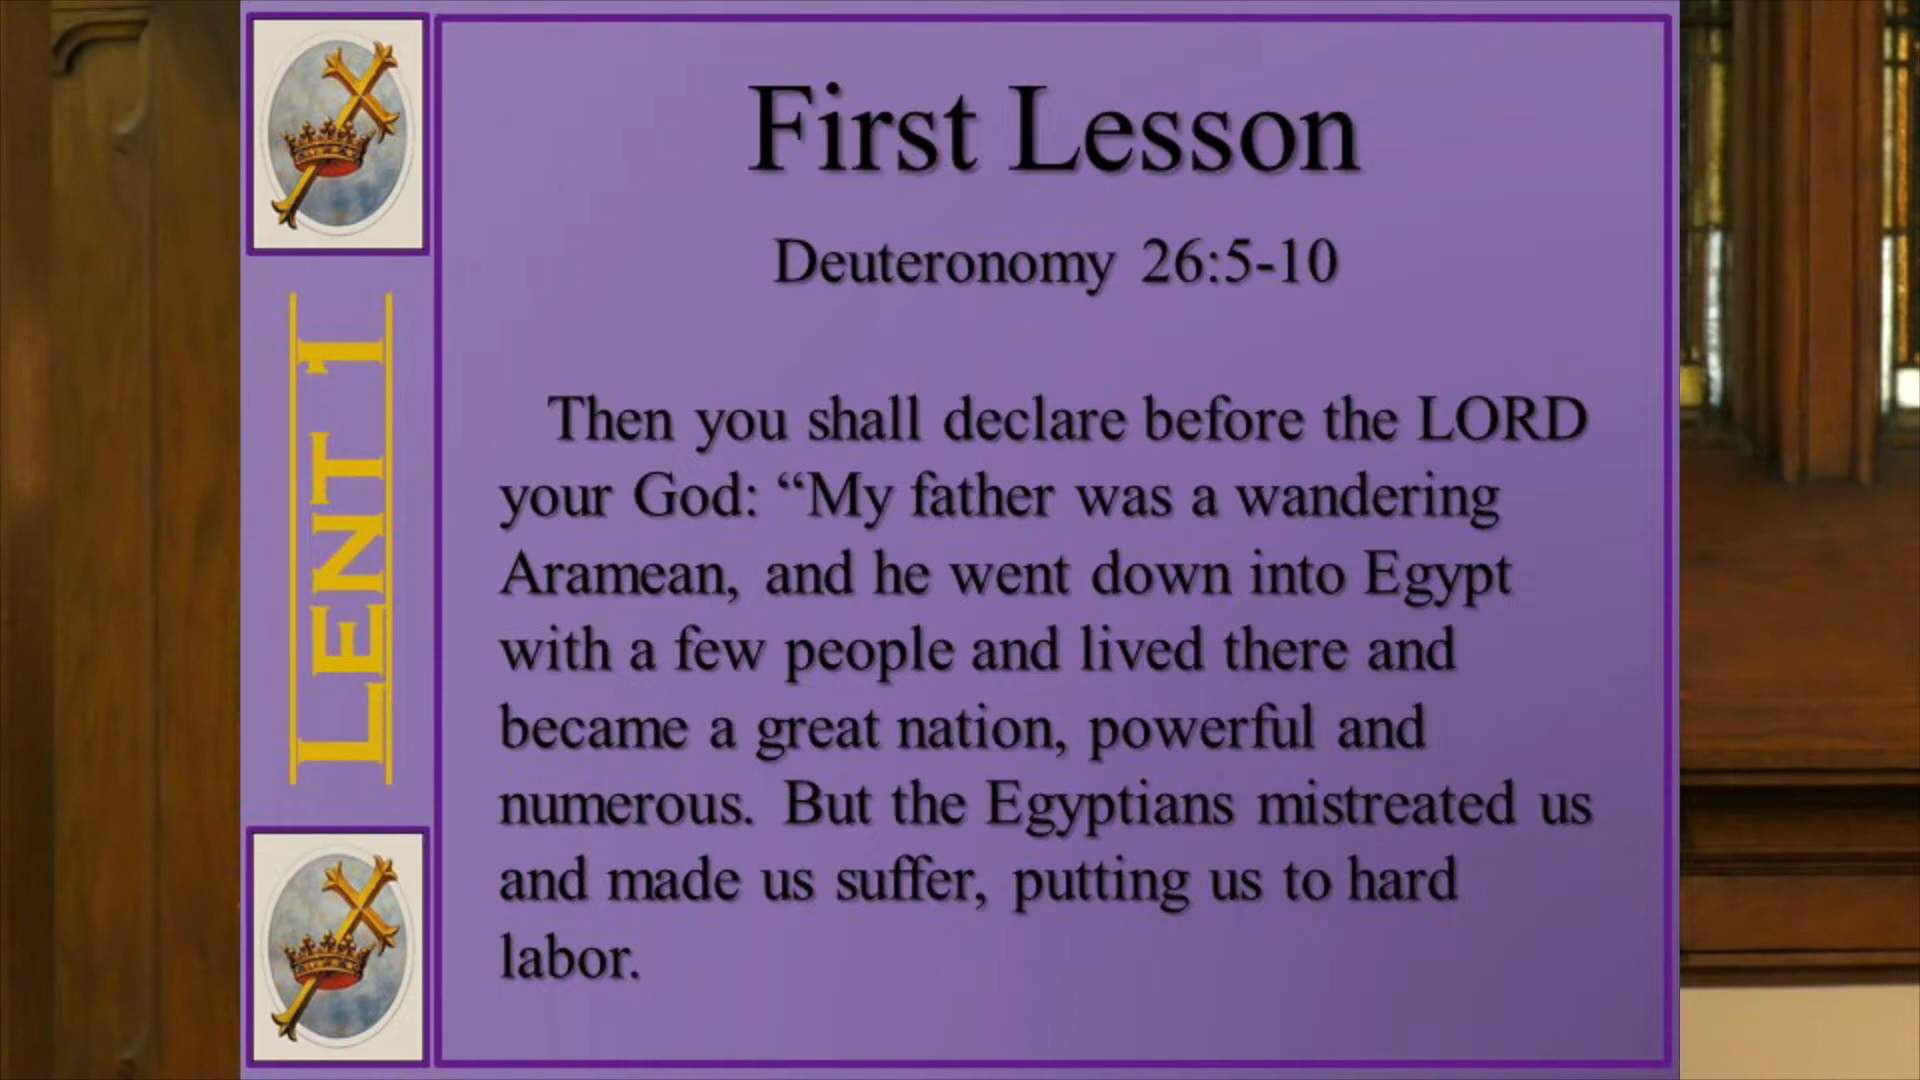 First Lesson
Deuteronomy 26:5-10
LENT 1
Then you shall declare before the LORD
your God: “My father was a wandering
Aramean, and he went down into Egypt
with a few people and lived there and
became a great nation, powerful and
numerous. But the Egyptians mistreated us
and made us suffer, putting us to hard
labor.